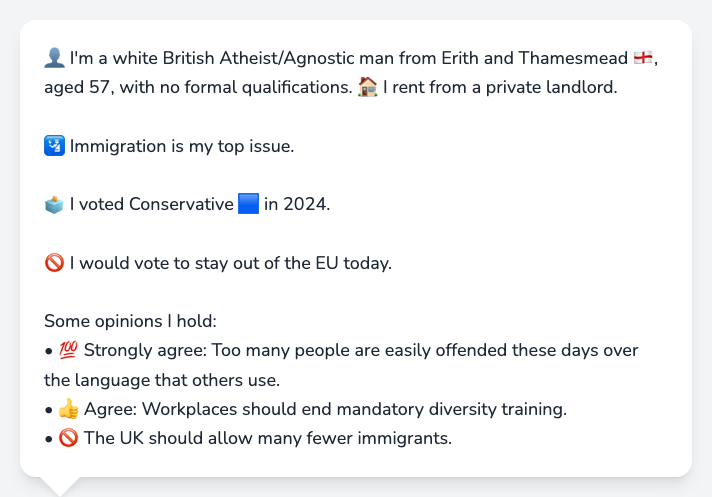 👤 I'm a white British Atheist/Agnostic man from Erith and Thamesmead 🏴󠁧󠁢󠁥󠁮󠁧󠁿,
aged 57, with no formal qualifications. 🏠 I rent from a private landlord.
🛂 Immigration is my top issue.
🗳️ I voted Conservative 🟦 in 2024.
🚫 I would vote to stay out of the EU today.
Some opinions I hold:
• 💯 Strongly agree: Too many people are easily offended these days over
the language that others use.
• 👍 Agree: Workplaces should end mandatory diversity training.
• 🚫 The UK should allow many fewer immigrants.